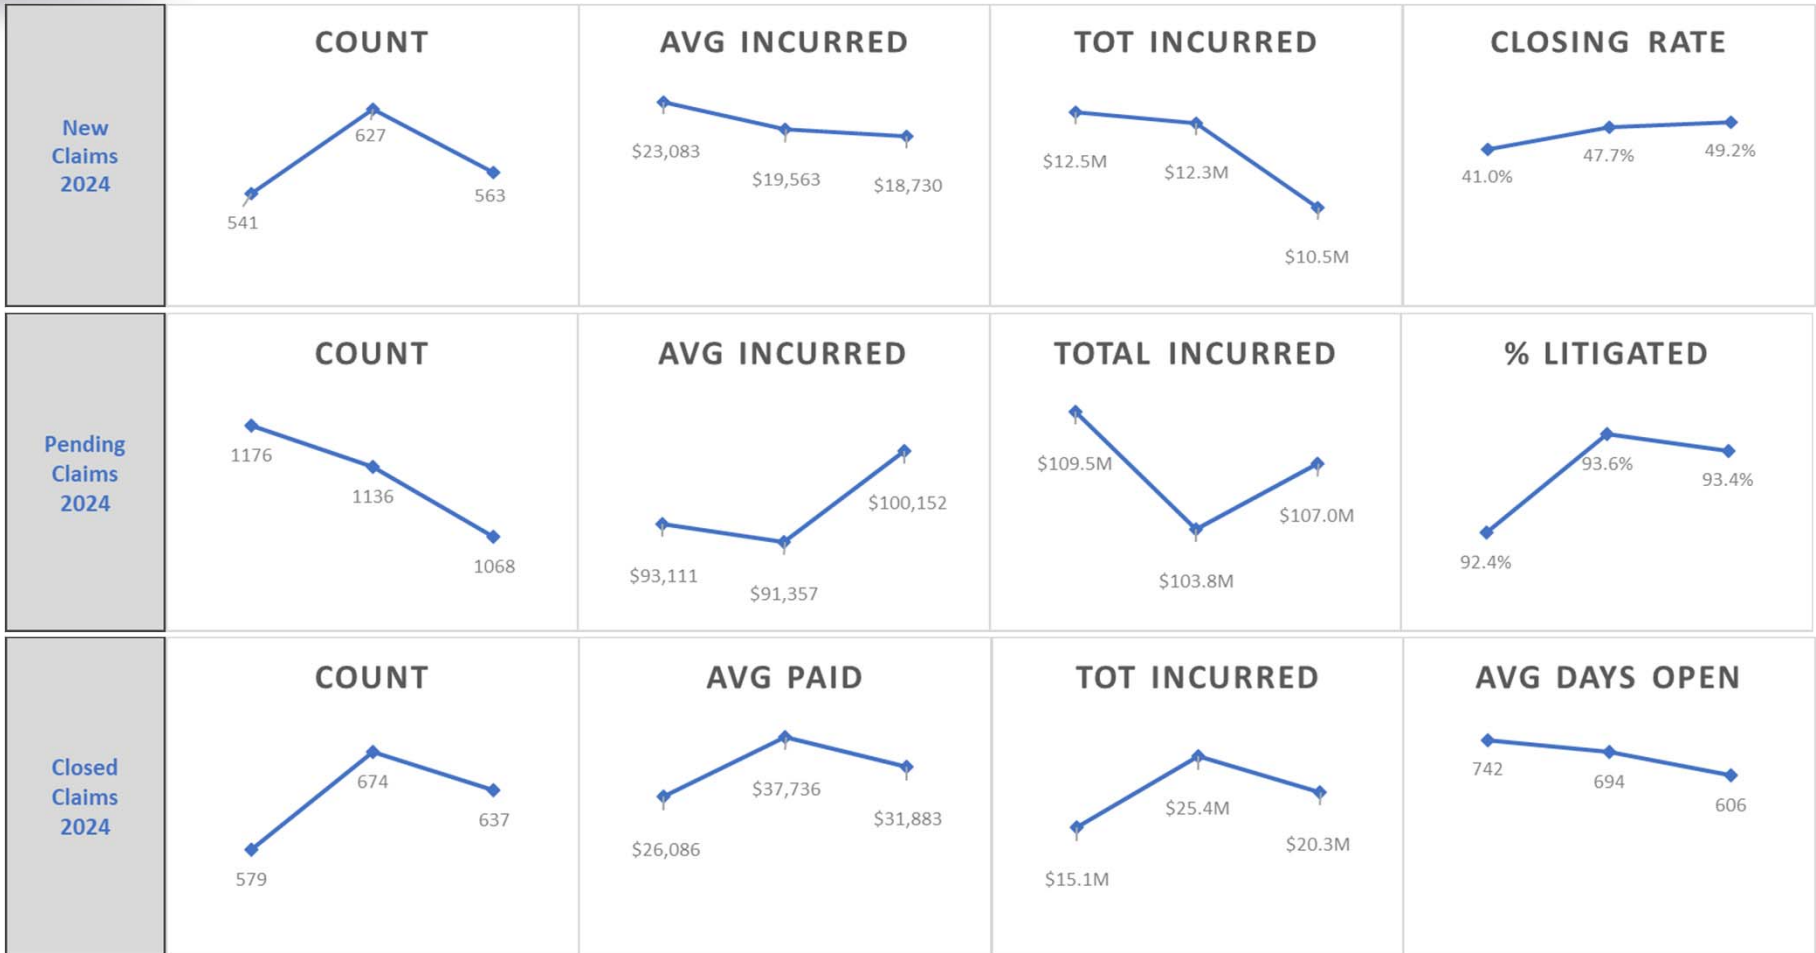 New
Claims
2024
COUNT
541
627
563
AVG INCURRED
$23,083
$19,563
$18,730
TOT INCURRED
$12.5M
$12.3M
$10.5M
CLOSING RATE
41.0%
47.7%
49.2%
Pending
Claims
2024
COUNT
1176
1136
1068
AVG INCURRED
$93,111
$91,357
$100,152
TOTAL INCURRED
$109.5M
$103.8M
$107.0M
% LITIGATED
92.4%
93.6%
93.4%
Closed
Claims
2024
COUNT
579
674
637
AVG PAID
$26,086
$37,736
$31,883
TOT INCURRED
$15.1M
$25.4M
$20.3M
AVG DAYS OPEN
742
694
606